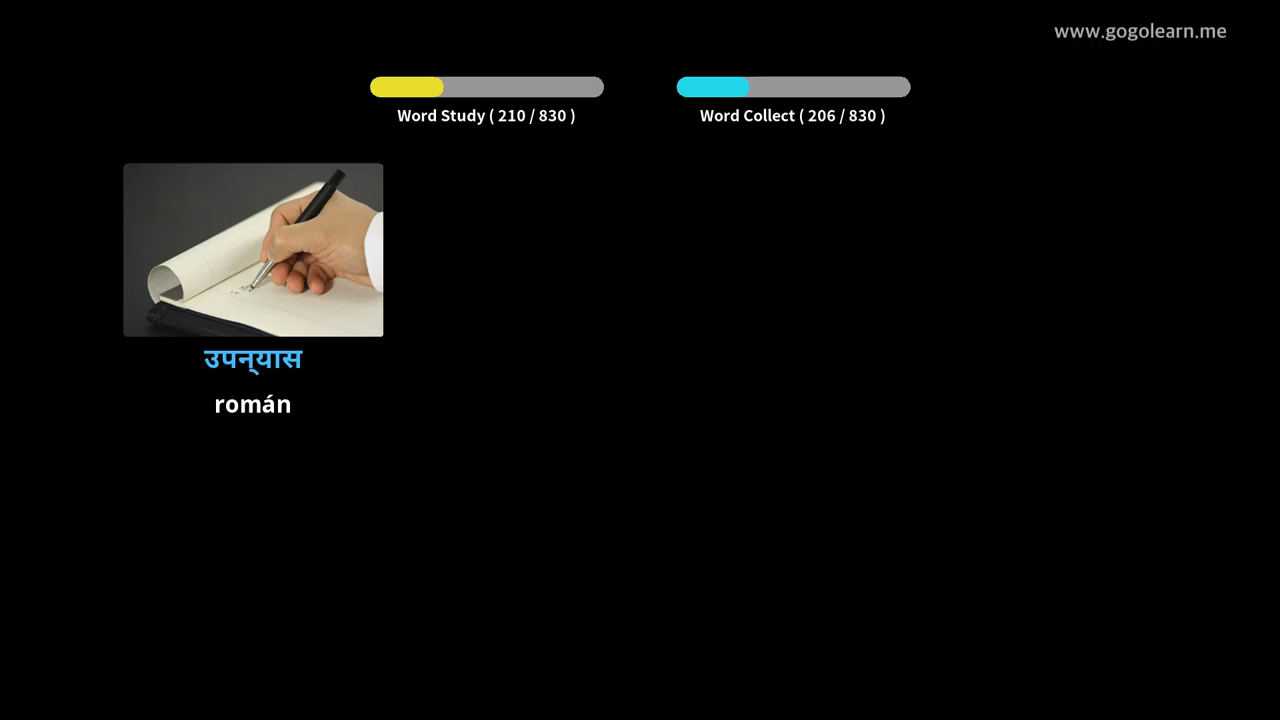 www.gogolearn.me
Word Study ( 210 / 830 )
Word Collect ( 206 / 830 )
उपन्यास
román